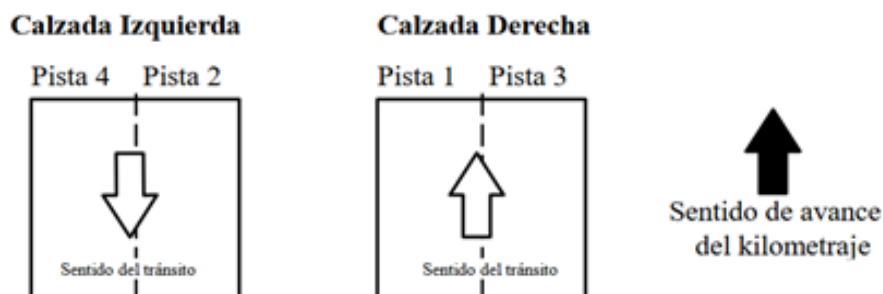 Calzada Izquierda
Calzada Derecha
Pista 4
Pista 2
Pista 1
Pista 3
Sentido del tránsito
Sentido del tránsito
Sentido de avance
del kilometraje